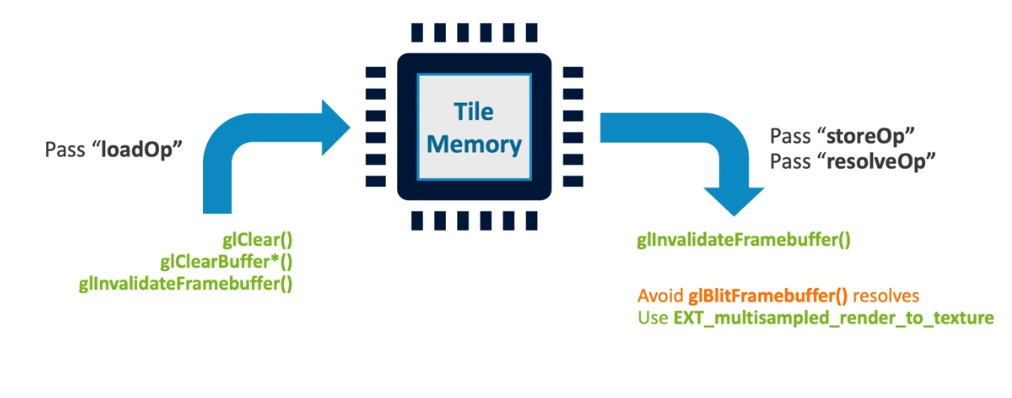 Tile
Memory
Pass “loadOp”
Pass “storeOp”
Pass “resolveOp”
glClear()
glClearBuffer*()
glInvalidateFramebuffer()
glInvalidateFramebuffer()
Avoid glBlitFramebuffer() resolves
Use EXT_multisampled_render_to_texture